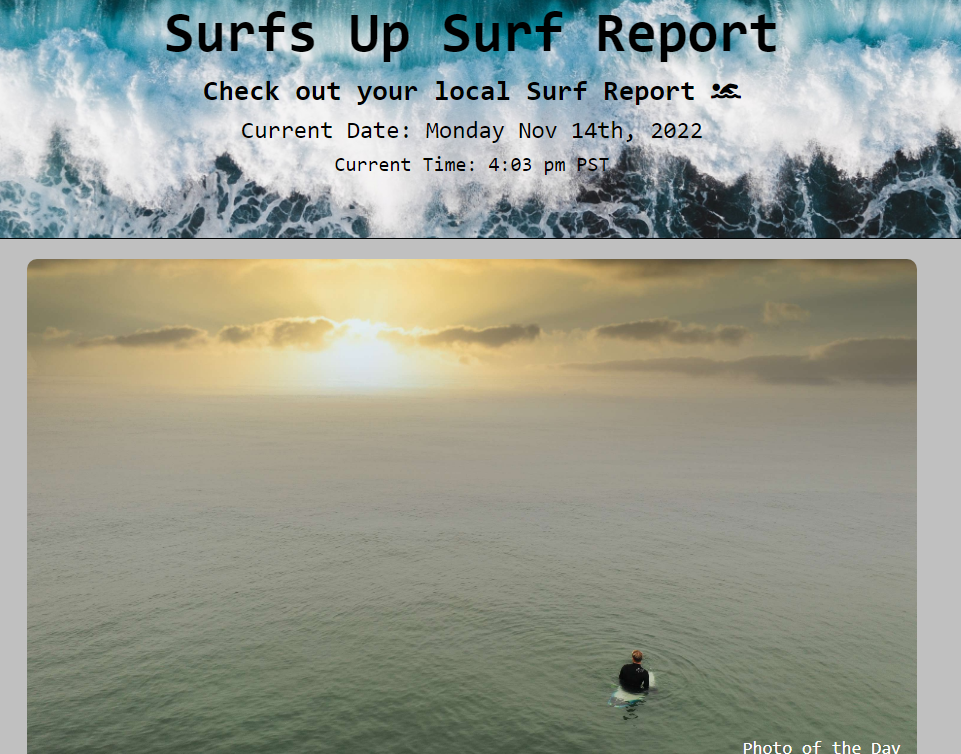 Surfs Up Surf Report
Check out your local Surf Report
Current Date: Monday Nov 14th, 2022
Current Time: 4:03 pm PST
Photo of the Day